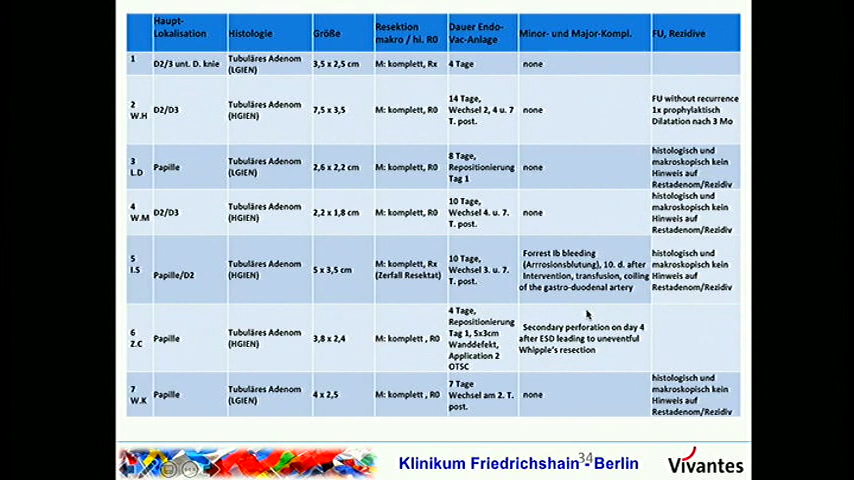 Haupt-
Lokalisation
Histologie
Größe
Resektion
makro / hi. R0
Dauer Endo-
Vac-Anlage
Minor- und Major-Kompl.
FU, Rezidive
1
D2/3 unt. D. knie
Tubuläres Adenom
(LGIEN)
3,5 x 2,5 cm
M: komplett, Rx
4 Tage
none
2
W.H
D2/D3
Tubuläres Adenom
(HGIEN)
7,5 x 3,5
M: komplett, R0
14 Tage,
Wechsel 2, 4 u. 7
T. post.
none
FU without recurrence
1x prophylaktisch
Dilatation nach 3 Mo
3
L.D
Papille
Tubuläres Adenom
(LGIEN)
2,6 x 2,2 cm
M: komplett, R0
8 Tage,
Repositionierung
Tag 1
none
histologisch und
makroskopisch kein
Hinweis auf
Restadenom/Rezidiv
4
W.M
D2/D3
Tubuläres Adenom
(HGIEN)
2,2 x 1,8 cm
M: komplett, R0
10 Tage,
Wechsel 4. u. 7.
T. post.
none
histologisch und
makroskopisch kein
Hinweis auf
Restadenom/Rezidiv
5
I.S
Papille/D2
Tubuläres Adenom
(HGIEN)
5 x 3,5 cm
M: komplett, Rx
(Zerfall Resektat)
10 Tage,
Wechsel 3. u. 7.
T. post.
Forrest Ib bleeding
(Arrrosionsblutung), 10. d. after
Intervention, transfusion, coiling
of the gastro-duodenal artery
histologisch und
makroskopisch kein
Hinweis auf
Restadenom/Rezidiv
6
Z.C
Papille
Tubuläres Adenom
(HGIEN)
3,8 x 2,4
M: komplett , R0
4 Tage,
Repositionierung
Tag 1, 5x3cm
Wanddefekt,
Application 2
OTSC
Secondary perforation on day 4
after ESD leading to uneventful
Whipple's resection
7
W.K
Papille
Tubuläres Adenom
(LGIEN)
4 x 2,5
M: komplett , R0
7 Tage
Wechsel am 2. T.
post.
none
histologisch und
makroskopisch kein
Hinweis auf
Restadenom/Rezidiv
Klinikum Friedrichshain - Berlin
34
Vivantes